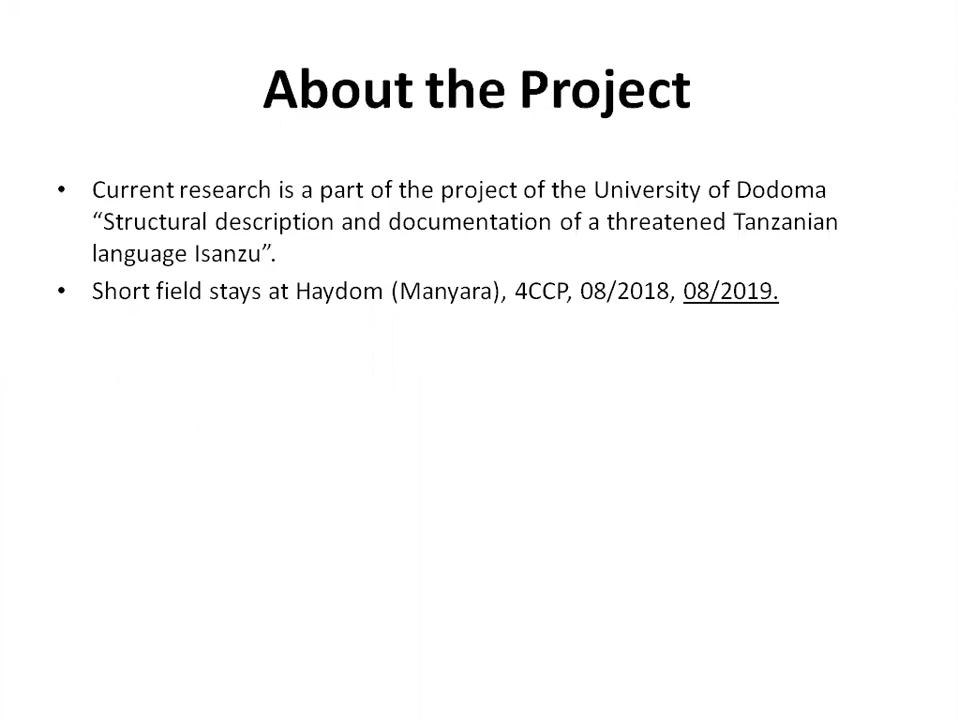 About the Project
• Current research is a part of the project of the University of Dodoma
“Structural description and documentation of a threatened Tanzanian
language Isanzu”.
• Short field stays at Haydom (Manyara), 4CCP, 08/2018, 08/2019.